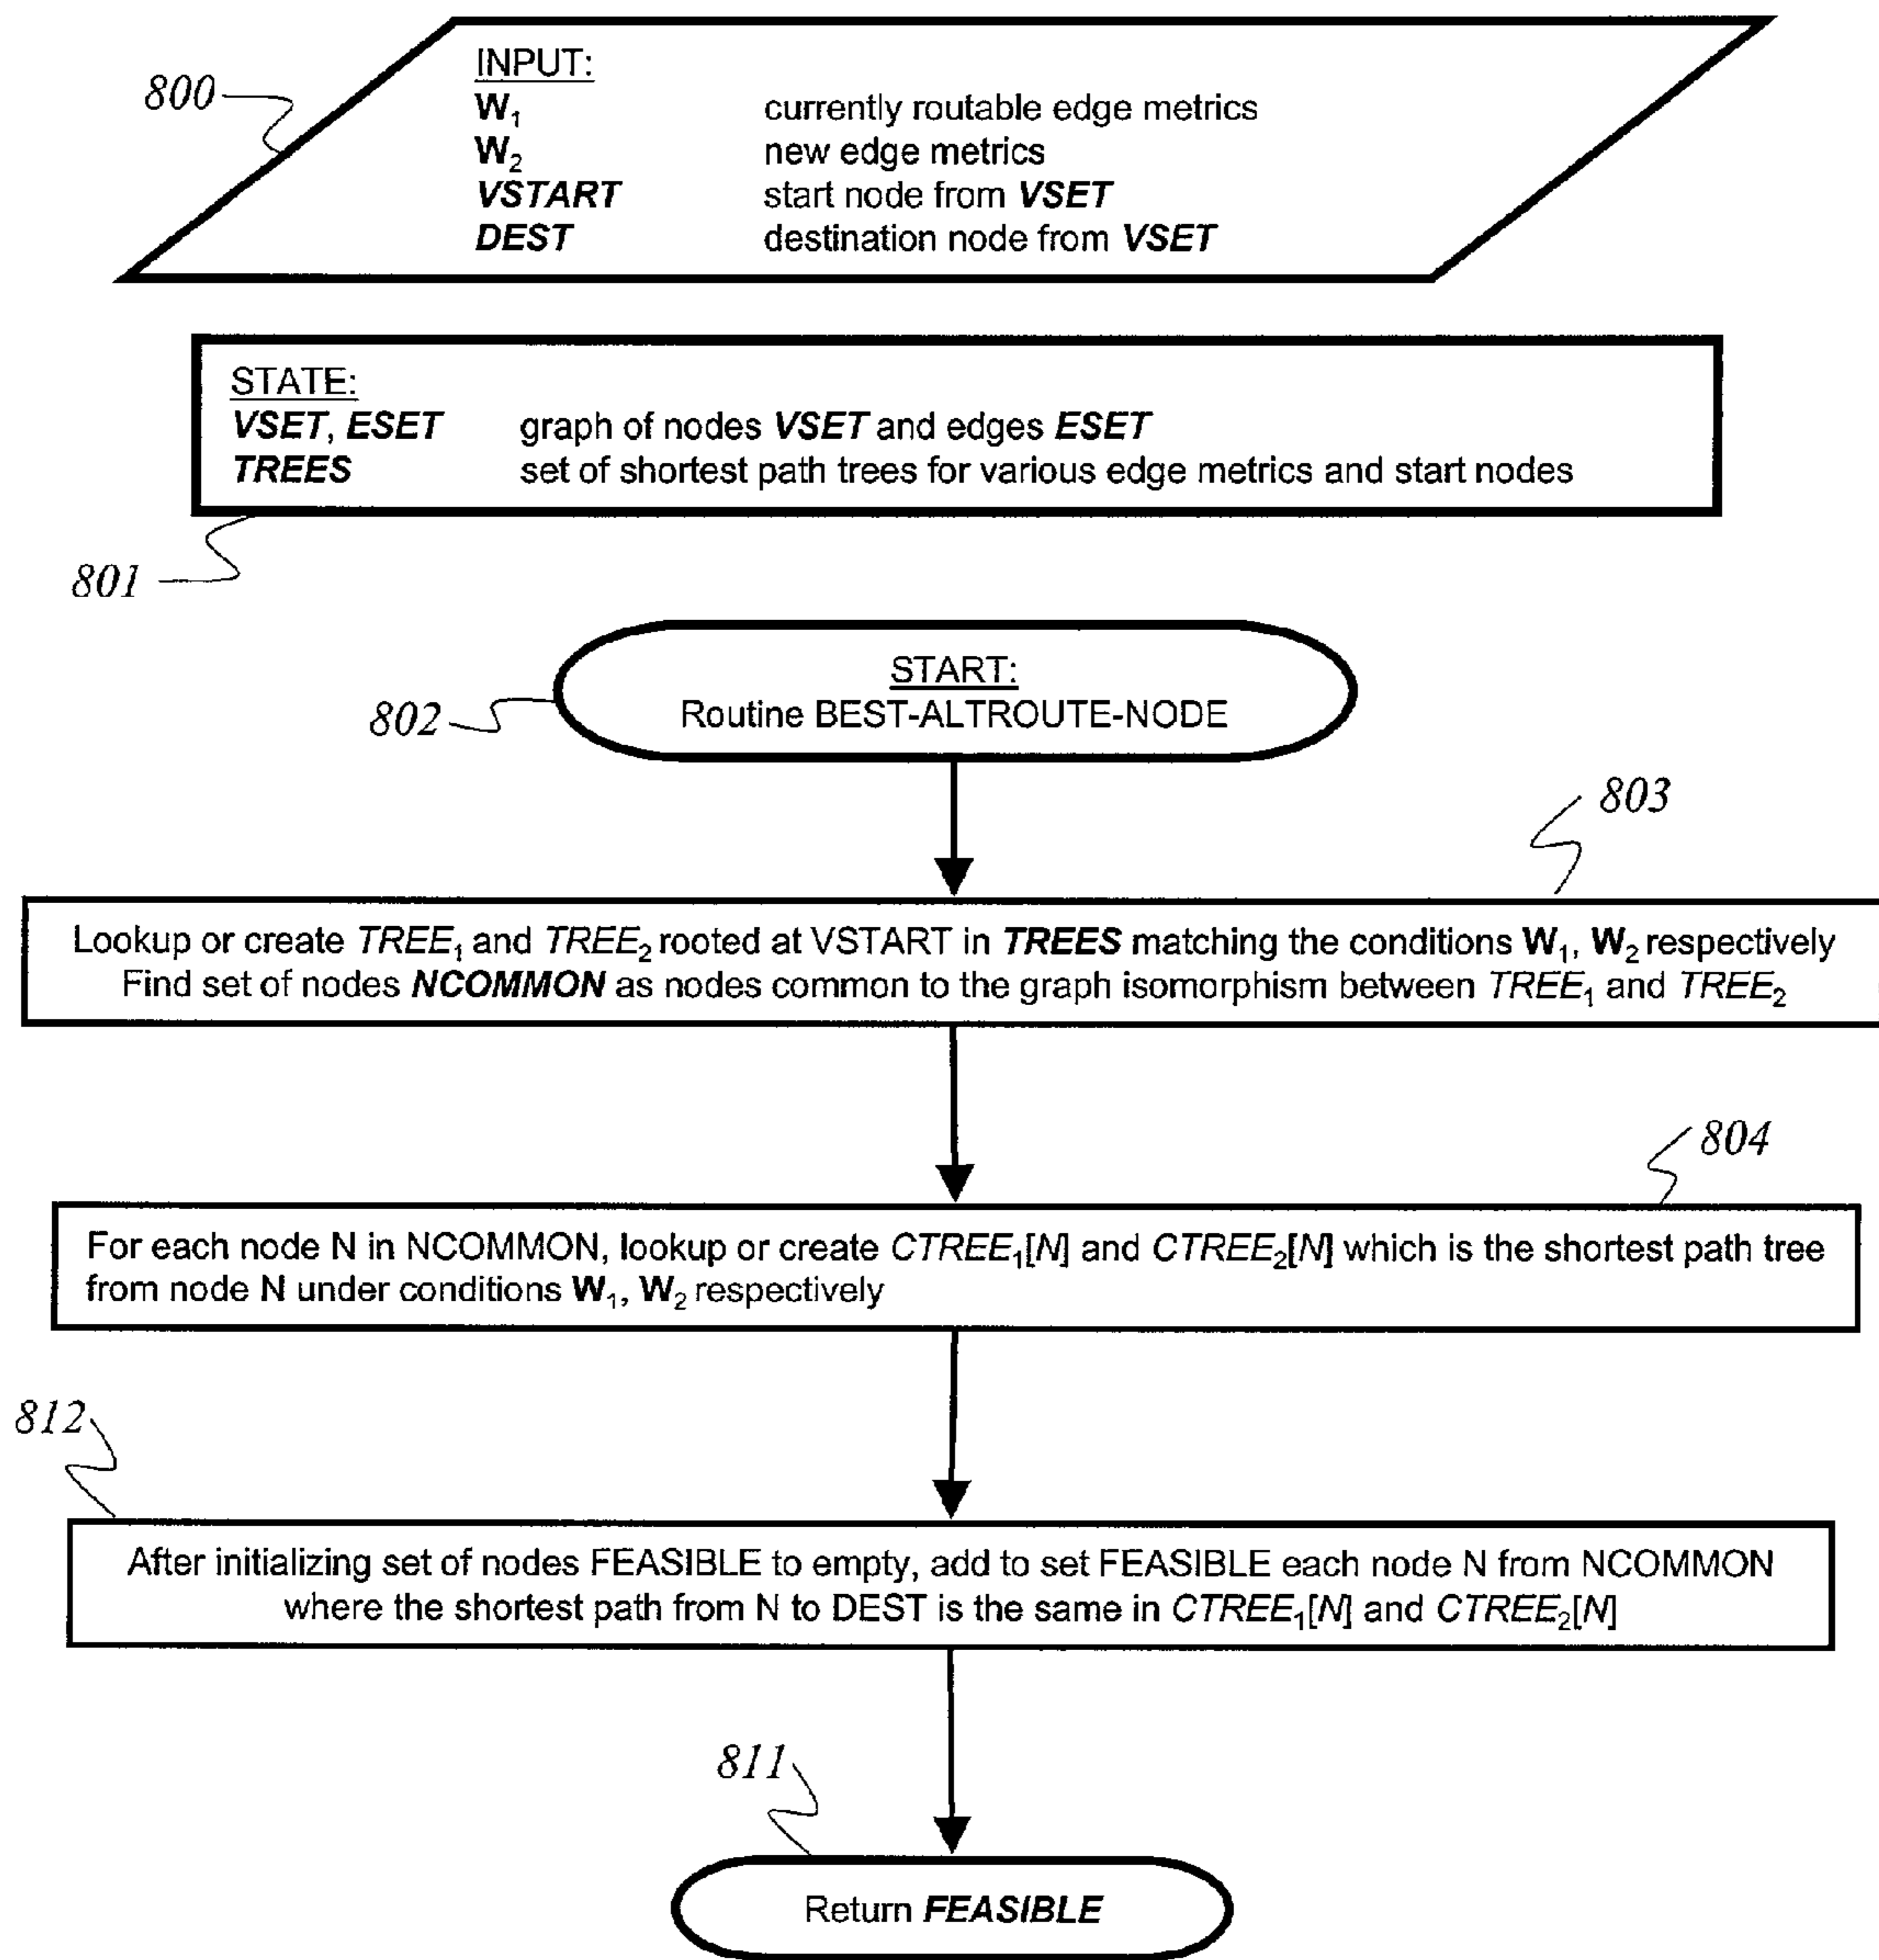 800
INPUT:
W₁ currently routable edge metrics
W₂ new edge metrics
VSTART start node from VSET
DEST destination node from VSET
STATE:
VSET, ESET graph of nodes VSET and edges ESET
TREES set of shortest path trees for various edge metrics and start nodes
801
START:
802 Routine BEST-ALTROUTE-NODE
803
Lookup or create TREE₁ and TREE₂ rooted at VSTART in TREES matching the conditions W₁, W₂ respectively
Find set of nodes NCOMMON as nodes common to the graph isomorphism between TREE₁ and TREE₂
804
For each node N in NCOMMON, lookup or create CTREE₁[N] and CTREE₂[N] which is the shortest path tree
from node N under conditions W₁, W₂ respectively
812
After initializing set of nodes FEASIBLE to empty, add to set FEASIBLE each node N from NCOMMON
where the shortest path from N to DEST is the same in CTREE₁[N] and CTREE₂[N]
811
Return FEASIBLE